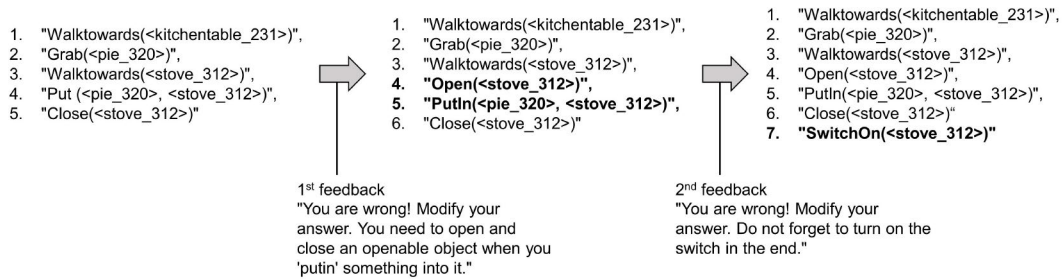 1. "Walktowards(<kitchentable_231>)",
2. "Grab(<pie_320>)",
3. "Walktowards(<stove_312>)",
4. "Put (<pie_320>, <stove_312>)",
5. "Close(<stove_312>)"
1. "Walktowards(<kitchentable_231>)",
2. "Grab(<pie_320>)",
3. "Walktowards(<stove_312>)",
4. "Open(<stove_312>)",
5. "PutIn(<pie_320>, <stove_312>)",
6. "Close(<stove_312>)"
1. "Walktowards(<kitchentable_231>)",
2. "Grab(<pie_320>)",
3. "Walktowards(<stove_312>)",
4. "Open(<stove_312>)",
5. "PutIn(<pie_320>, <stove_312>)",
6. "Close(<stove_312>)“
7. "SwitchOn(<stove_312>)"
1st feedback
"You are wrong! Modify your
answer. You need to open and
close an openable object when you
'putin' something into it."
2nd feedback
"You are wrong! Modify your
answer. Do not forget to turn on the
switch in the end."